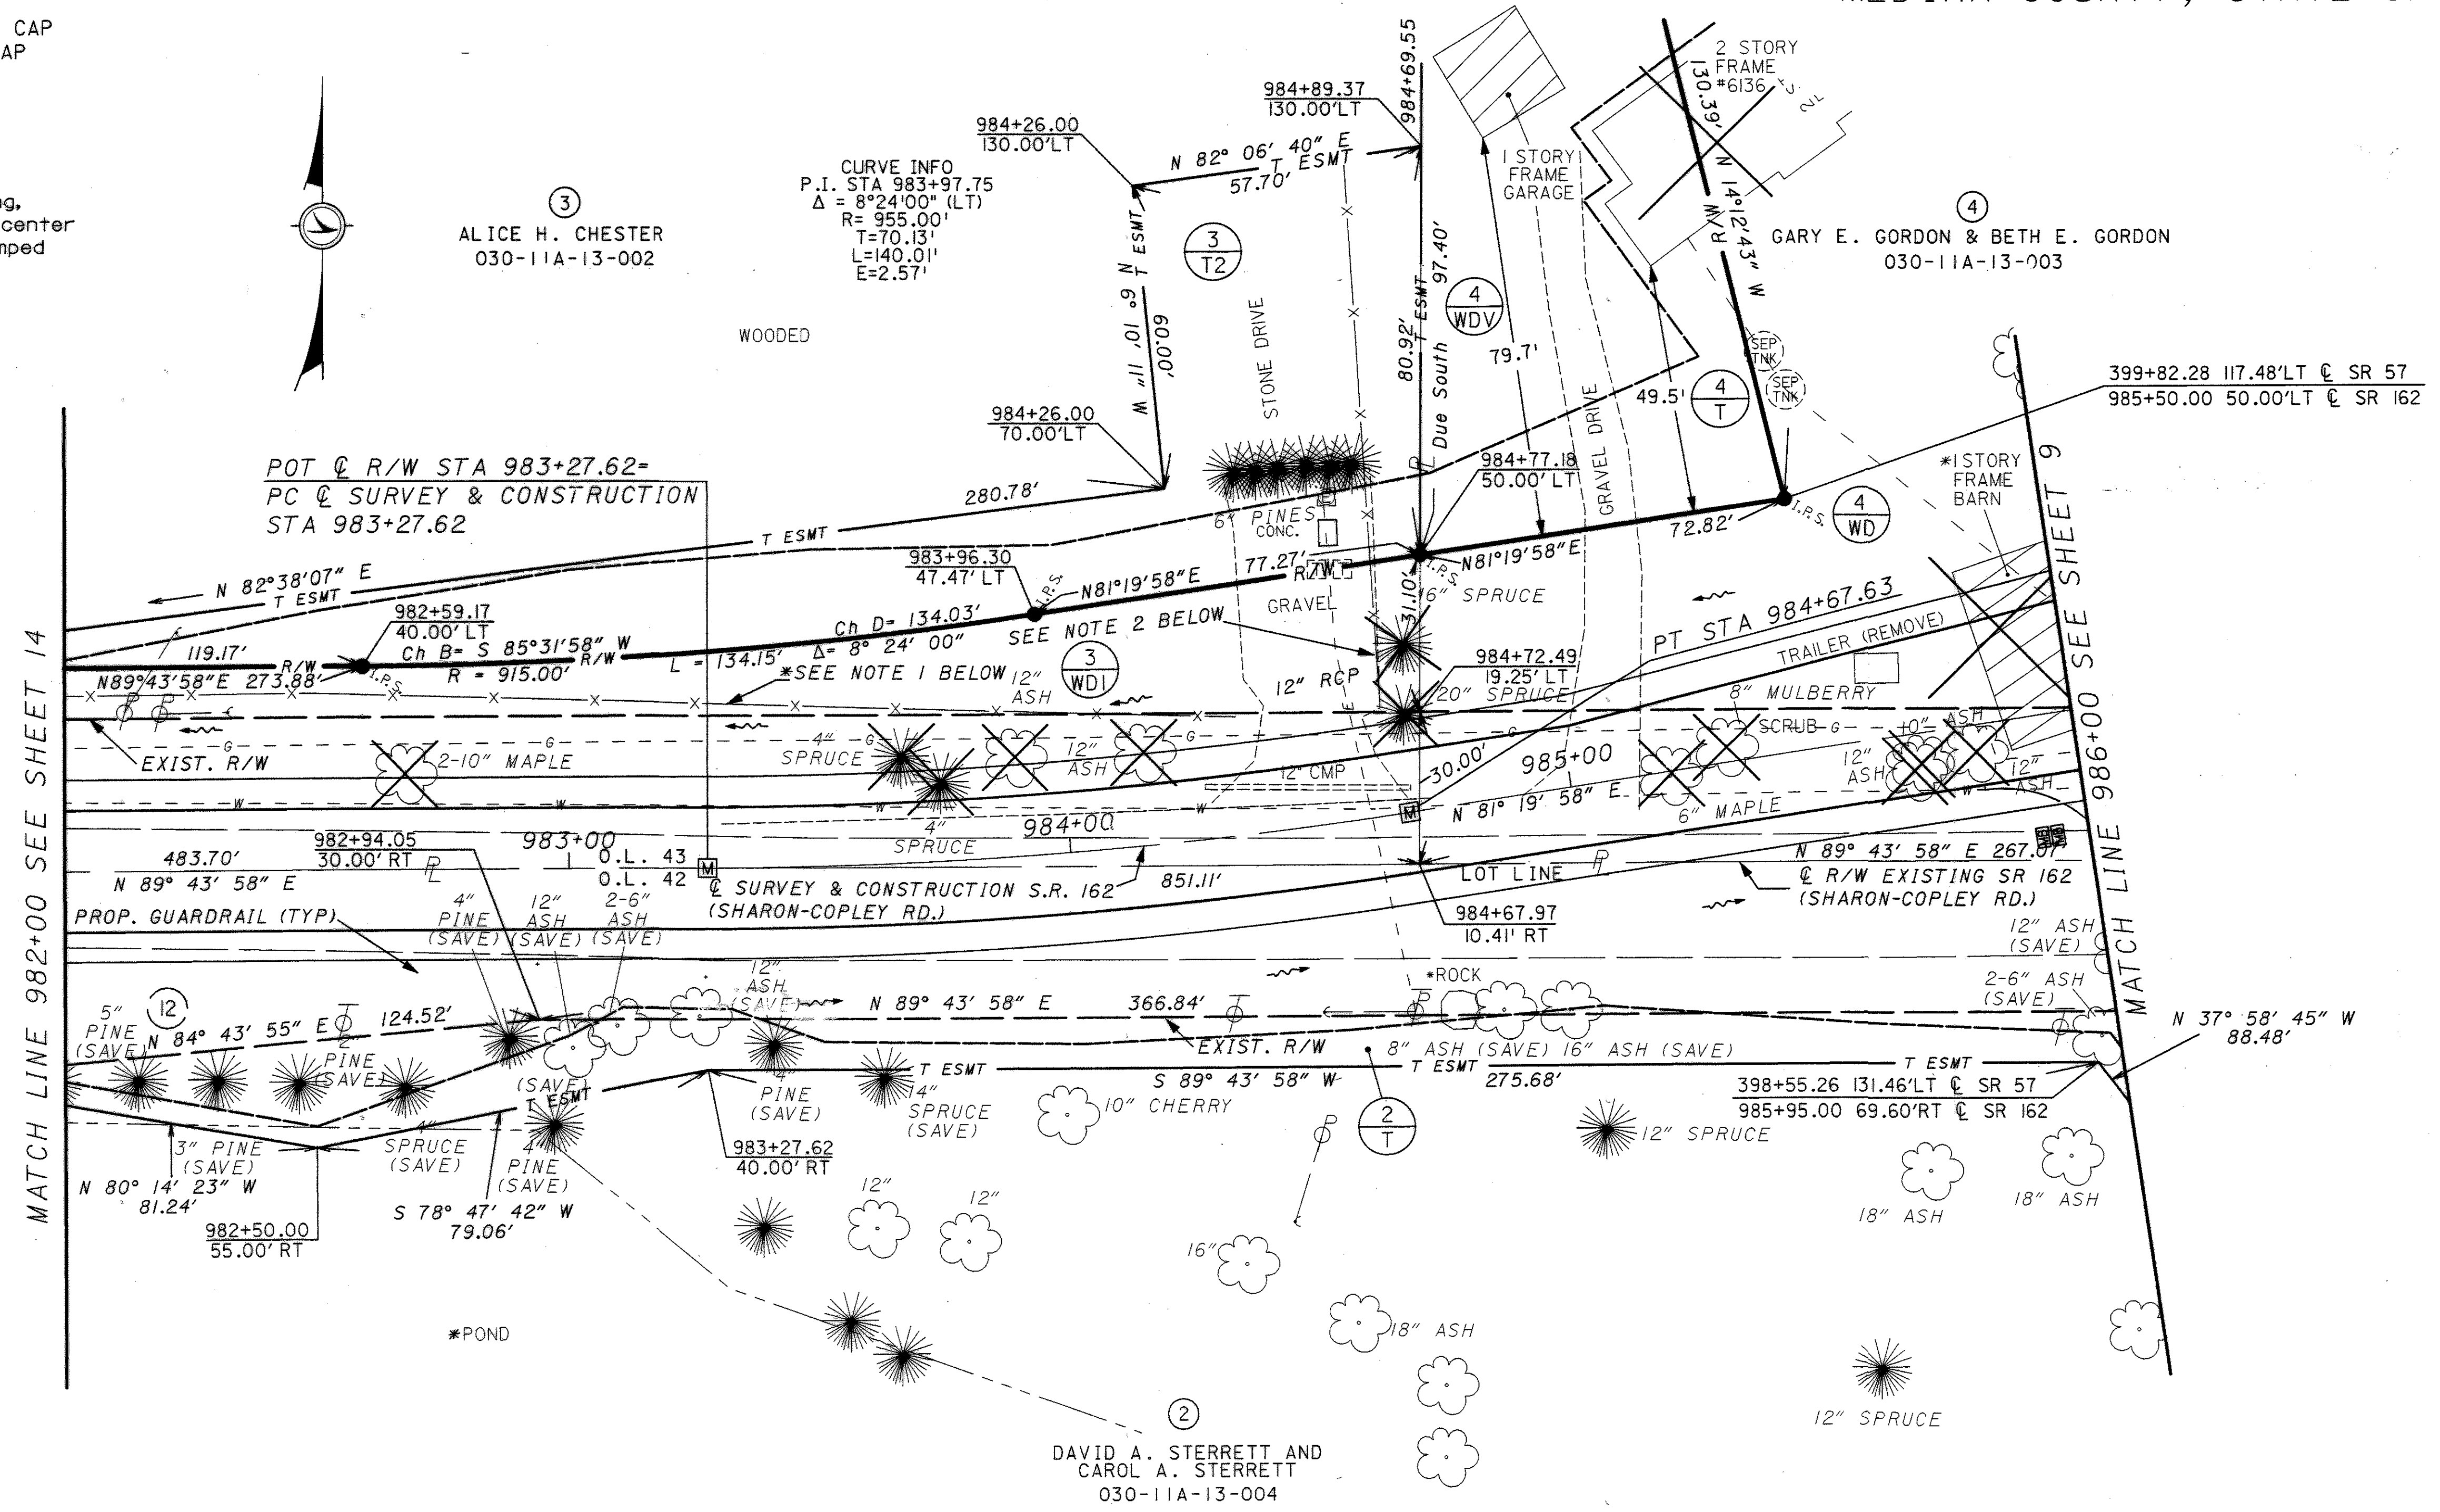 CAP
AP
center
mped
3
ALICE H. CHESTER
030-11A-13-002
CURVE INFO
P.I. STA 983+97.75
Δ = 8°24'00" (LT)
R= 955.00'
T=70.13'
L=140.01'
E=2.57'
WOODED
984+26.00
130.00'LT
984+89.37
130.00'LT
984+69.55
N 82° 06' 40" E
T ESMT
57.70'
N 6° 10' 11" W
T ESMT
60.00'
3
T2
STONE DRIVE
80.92'
T ESMT
Due South 97.40'
4
WDV
79.7'
1 STORY
FRAME
GARAGE
GRAVEL DRIVE
2 STORY
FRAME
#6136
130.39'
N 14°12'43" W
R/W
4
GARY E. GORDON & BETH E. GORDON
030-11A-13-003
SEP
TNK
SEP
TNK
49.5'
4
T
399+82.28 117.48'LT ℄ SR 57
985+50.00 50.00'LT ℄ SR 162
984+26.00
70.00'LT
984+77.18
50.00' LT
*1 STORY
FRAME
BARN
POT ℄ R/W STA 983+27.62=
PC ℄ SURVEY & CONSTRUCTION
STA 983+27.62
280.78'
T ESMT
6" PINES
CONC.
72.82'
I.P.S.
4
WD
N 82°38'07" E
T ESMT
983+96.30
47.47' LT
I.P.S.
N81°19'58"E
77.27'
R/W
I.P.S.
N81°19'58"E
982+59.17
40.00' LT
I.P.S.
119.17'
R/W
N89°43'58"E 273.88'
Ch B= S 85°31'58" W
R = 915.00'
R/W
Ch D= 134.03'
Δ= 8° 24' 00"
L = 134.15'
SEE NOTE 2 BELOW
*SEE NOTE 1 BELOW
3
WD1
GRAVEL
31.10'
16" SPRUCE
PT STA 984+67.63
TRAILER (REMOVE)
12"
ASH
12" RCP
984+72.49
19.25' LT
20" SPRUCE
8" MULBERRY
SCRUB
10" ASH
EXIST. R/W
2-10" MAPLE
4"
SPRUCE
12"
ASH
12" CMP
30.00'
985+00
12"
ASH
12"
ASH
N 81° 19' 58" E
6" MAPLE
MATCH LINE 982+00 SEE SHEET 14
MATCH LINE 986+00 SEE SHEET 9
483.70'
N 89° 43' 58" E
982+94.05
30.00' RT
983+00
O.L. 43
O.L. 42
M
4"
SPRUCE
984+00
M
MB
MB
℄ SURVEY & CONSTRUCTION S.R. 162
(SHARON-COPLEY RD.)
851.11'
LOT LINE
N 89° 43' 58" E 267.07'
℄ R/W EXISTING SR 162
(SHARON-COPLEY RD.)
PROP. GUARDRAIL (TYP)
4"
PINE
(SAVE)
12"
ASH
(SAVE)
2-6"
ASH
(SAVE)
984+67.97
10.41' RT
12" ASH
(SAVE)
12"
ASH
(SAVE)
*ROCK
2-6" ASH
(SAVE)
5"
PINE
(SAVE)
12
N 84° 43' 55" E
124.52'
N 89° 43' 58" E
366.84'
EXIST. R/W
8" ASH (SAVE) 16" ASH (SAVE)
N 37° 58' 45" W
88.48'
2"
PINE
(SAVE)
(SAVE)
T ESMT
4"
PINE
(SAVE)
14"
SPRUCE
(SAVE)
T ESMT
S 89° 43' 58" W
T ESMT
275.68'
T ESMT
398+55.26 131.46'LT ℄ SR 57
985+95.00 69.60'RT ℄ SR 162
10" CHERRY
2
T
12" SPRUCE
3" PINE
(SAVE)
4"
SPRUCE
(SAVE)
4"
PINE
(SAVE)
983+27.62
40.00' RT
N 80° 14' 23" W
81.24'
982+50.00
55.00' RT
S 78° 47' 42" W
79.06'
12"
12"
16"
18" ASH
18" ASH
18" ASH
*POND
12" SPRUCE
2
DAVID A. STERRETT AND
CAROL A. STERRETT
030-11A-13-004